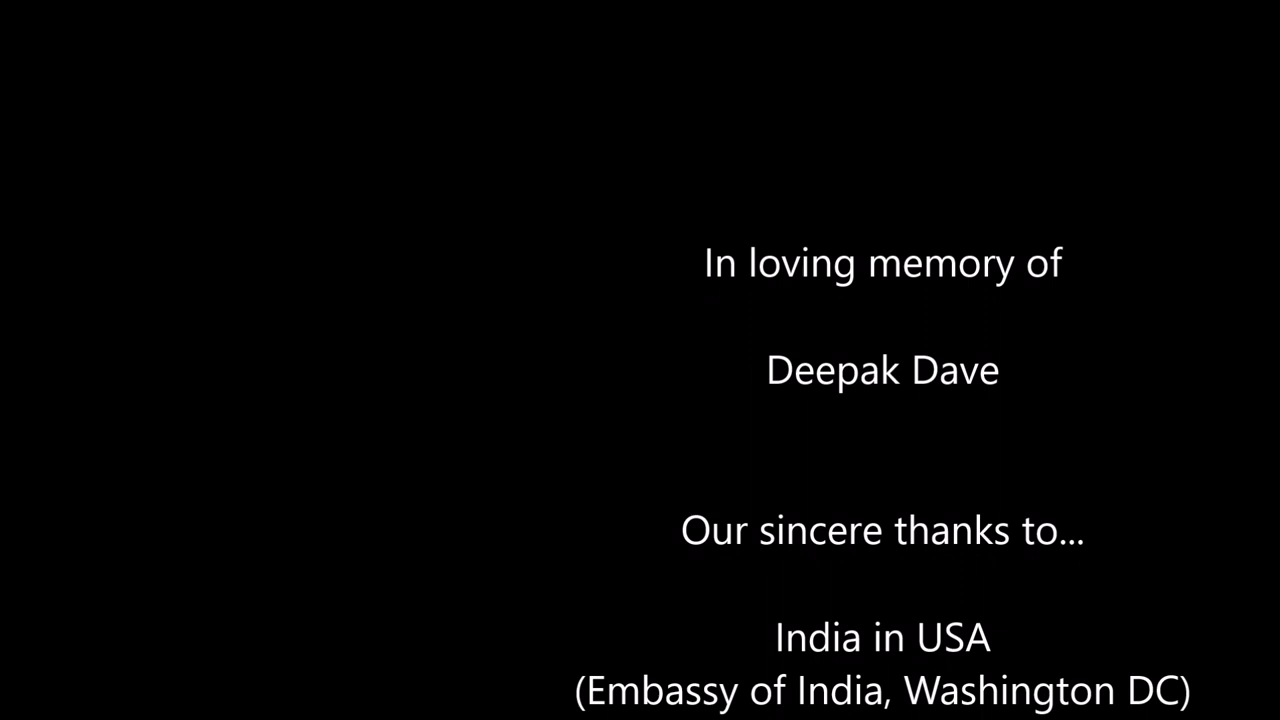 In loving memory of
Deepak Dave
Our sincere thanks to...
India in USA
(Embassy of India, Washington DC)